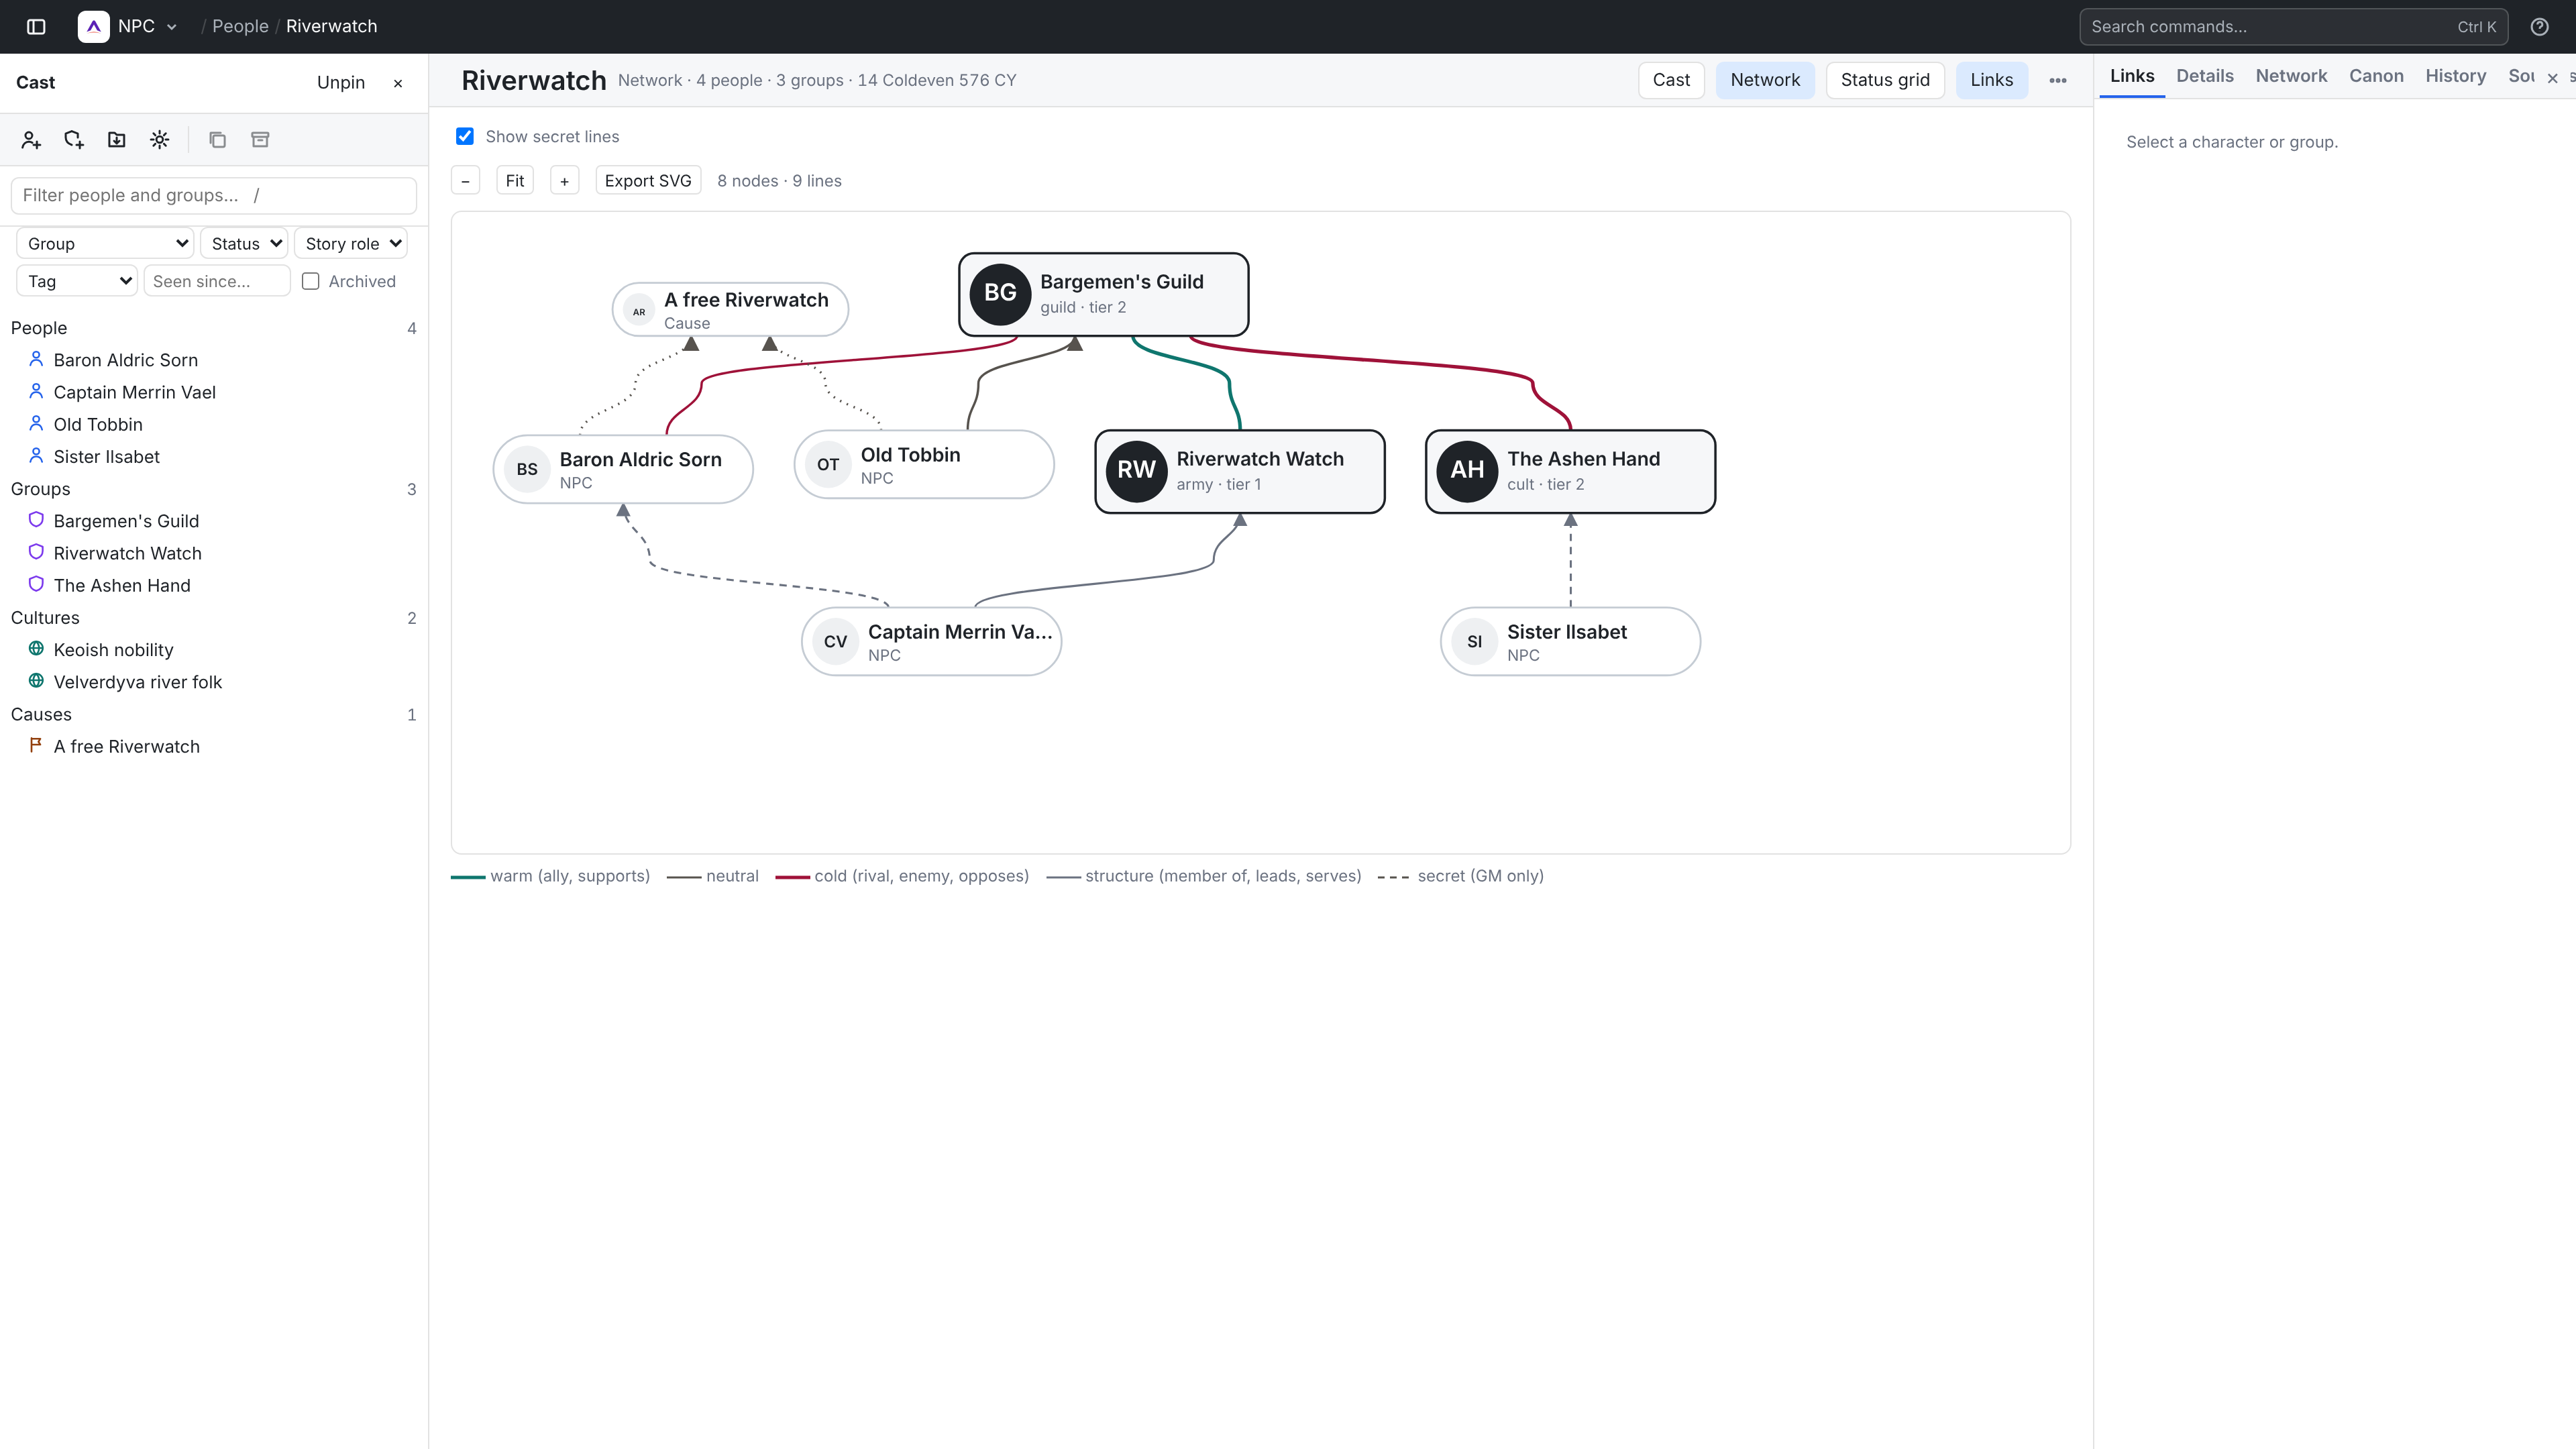 NPC / People / Riverwatch
Search commands... Ctrl K
Cast Unpin ×
Filter people and groups... /
Group Status Story role
Tag Seen since... Archived
People 4
Baron Aldric Sorn
Captain Merrin Vael
Old Tobbin
Sister Ilsabet
Groups 3
Bargemen's Guild
Riverwatch Watch
The Ashen Hand
Cultures 2
Keoish nobility
Velverdyva river folk
Causes 1
A free Riverwatch
Riverwatch Network · 4 people · 3 groups · 14 Coldeven 576 CY
Cast Network Status grid Links
Show secret lines
− Fit + Export SVG 8 nodes · 9 lines
AR A free Riverwatch
Cause
BG Bargemen's Guild
guild · tier 2
BS Baron Aldric Sorn
NPC
OT Old Tobbin
NPC
RW Riverwatch Watch
army · tier 1
AH The Ashen Hand
cult · tier 2
CV Captain Merrin Va...
NPC
SI Sister Ilsabet
NPC
warm (ally, supports) neutral cold (rival, enemy, opposes) structure (member of, leads, serves) secret (GM only)
Links Details Network Canon History
Select a character or group.